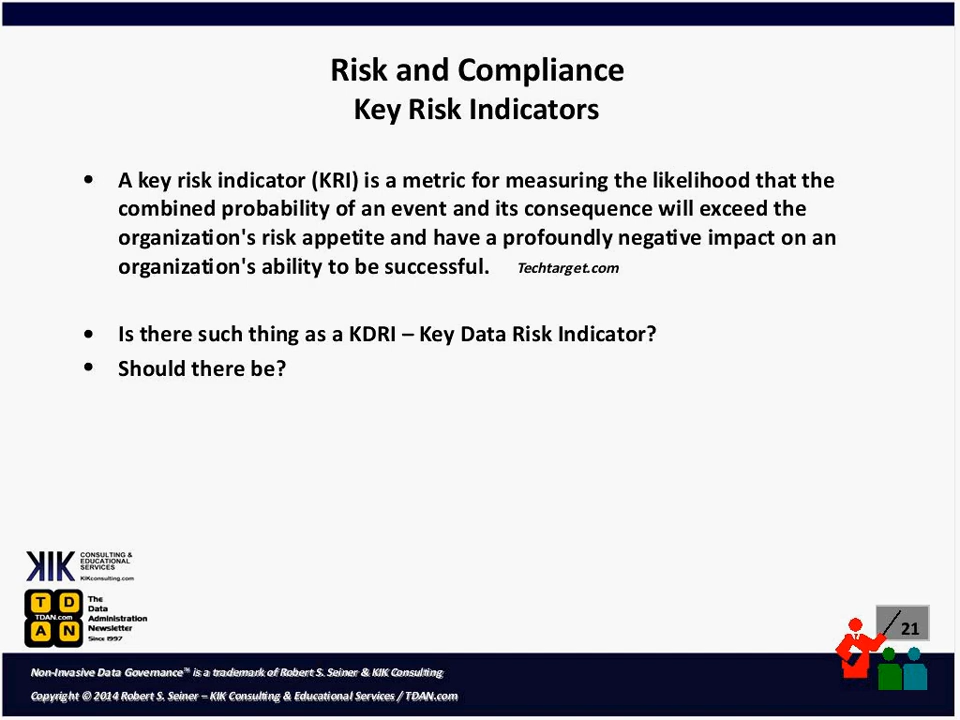 Risk and Compliance
Key Risk Indicators
• A key risk indicator (KRI) is a metric for measuring the likelihood that the
combined probability of an event and its consequence will exceed the
organization's risk appetite and have a profoundly negative impact on an
organization's ability to be successful. Techtarget.com
• Is there such thing as a KDRI – Key Data Risk Indicator?
• Should there be?
KIK CONSULTING &
EDUCATIONAL
SERVICES
KIKconsulting.com
T D
TDAN.com
A N
The
Data
Administration
Newsletter
Since 1997
21
Non-Invasive Data Governance™ is a trademark of Robert S. Seiner & KIK Consulting
Copyright © 2014 Robert S. Seiner – KIK Consulting & Educational Services / TDAN.com